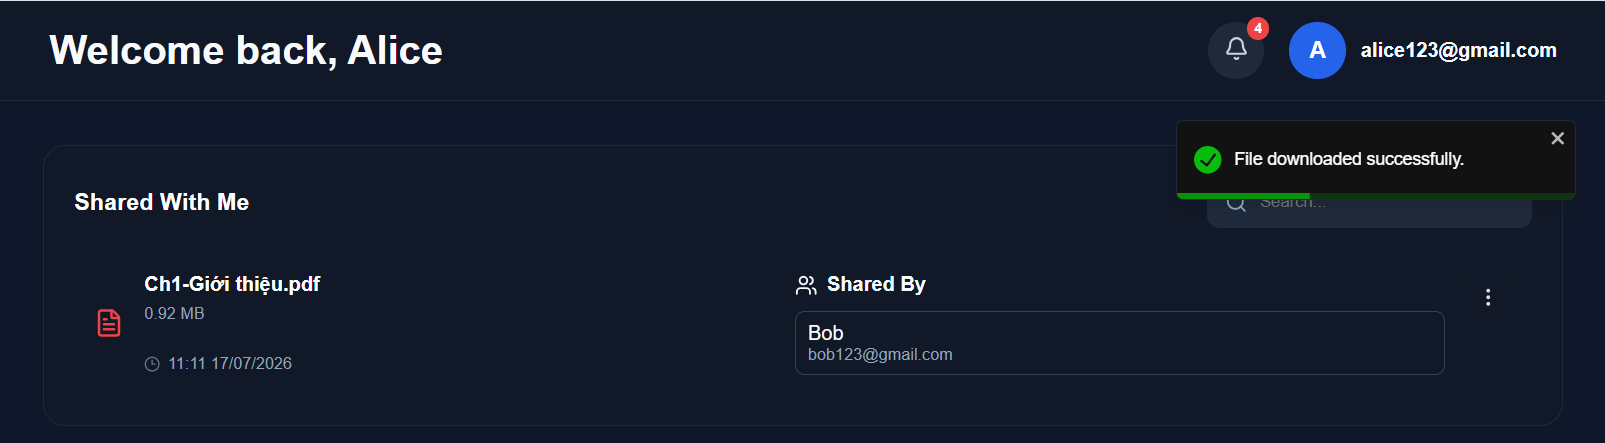 Welcome back, Alice
4
A
alice123@gmail.com
File downloaded successfully.
Shared With Me
Search...
Ch1-Giới thiệu.pdf
0.92 MB
11:11 17/07/2026
Shared By
Bob
bob123@gmail.com